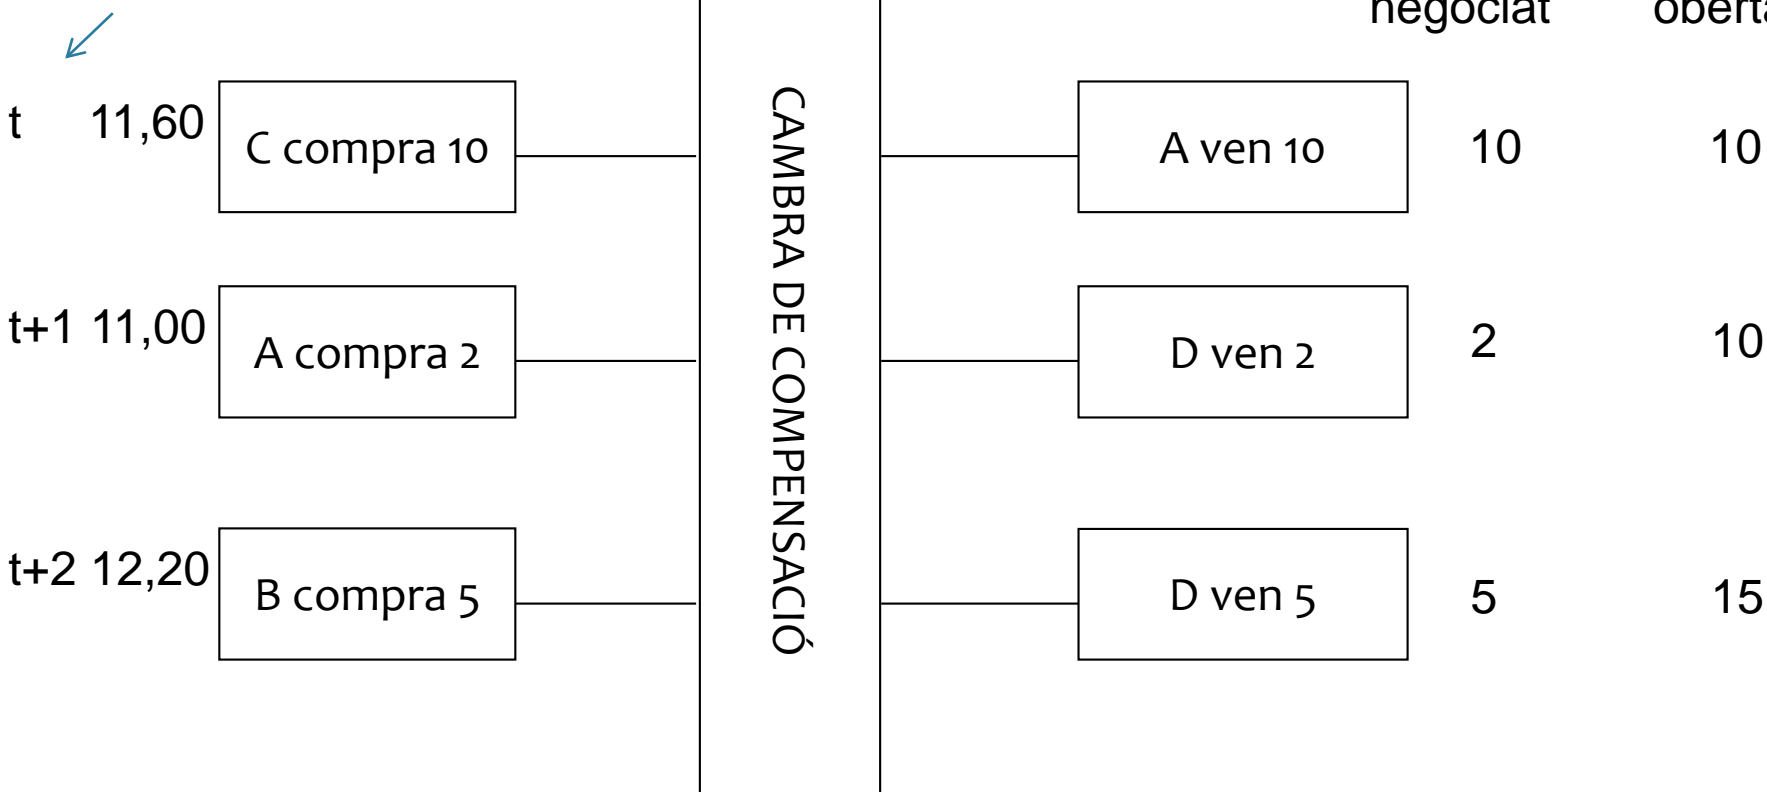 negociat
t 11,60 C compra 10 A ven 10 10 10
t+1 11,00 A compra 2 D ven 2 2 10
t+2 12,20 B compra 5 D ven 5 5 15
CAMBRA DE COMPENSACIÓ